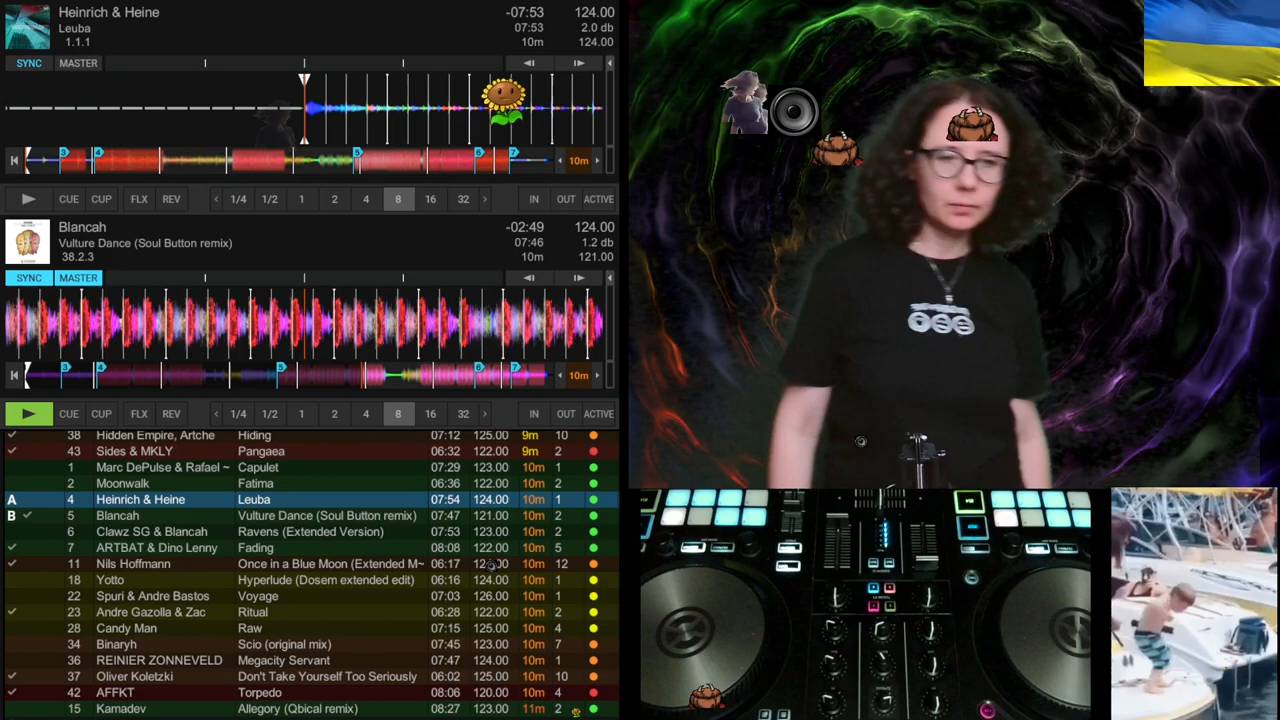 Heinrich & Heine -07:53 124.00
Leuba 07:53 2.0 db
1.1.1 10m 124.00
SYNC MASTER
3 4 5 6 7 10m
CUE CUP FLX REV 1/4 1/2 1 2 4 8 16 32 IN OUT ACTIVE
Blancah -02:49 124.00
Vulture Dance (Soul Button remix) 07:46 1.2 db
38.2.3 10m 121.00
SYNC MASTER
3 4 5 6 7 10m
CUE CUP FLX REV 1/4 1/2 1 2 4 8 16 32 IN OUT ACTIVE
38 Hidden Empire, Artche Hiding 07:12 125.00 9m 10
43 Sides & MKLY Pangaea 06:32 122.00 9m 2
1 Marc DePulse & Rafael ~ Capulet 07:29 123.00 10m 1
2 Moonwalk Fatima 06:36 122.00 10m 2
A 4 Heinrich & Heine Leuba 07:54 124.00 10m 1
B 5 Blancah Vulture Dance (Soul Button remix) 07:47 121.00 10m 2
6 Clawz SG & Blancah Ravens (Extended Version) 07:53 123.00 10m 2
7 ARTBAT & Dino Lenny Fading 08:08 122.00 10m 5
11 Nils Hoffmann Once in a Blue Moon (Extended M~ 06:17 10m 12
18 Yotto Hyperlude (Dosem extended edit) 06:16 124.00 10m 1
22 Spuri & Andre Bastos Voyage 07:03 126.00 10m 1
23 Andre Gazolla & Zac Ritual 06:28 122.00 10m 2
28 Candy Man Raw 07:15 125.00 10m 4
34 Binaryh Scio (original mix) 07:45 123.00 10m 7
36 REINIER ZONNEVELD Megacity Servant 07:47 124.00 10m 1
37 Oliver Koletzki Don't Take Yourself Too Seriously 06:02 125.00 10m 10
42 AFFKT Torpedo 08:06 120.00 10m 4
15 Kamadev Allegory (Qbical remix) 08:27 123.00 11m 2